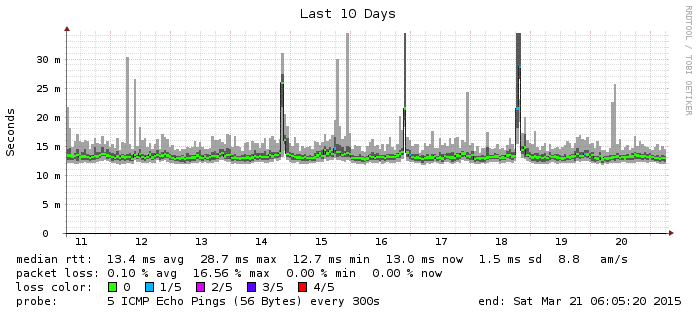 Last 10 Days
RRDTOOL / TOBI OETIKER
Seconds
30 m
25 m
20 m
15 m
10 m
5 m
0
11 12 13 14 15 16 17 18 19 20
median rtt: 13.4 ms avg 28.7 ms max 12.7 ms min 13.0 ms now 1.5 ms sd 8.8 am/s
packet loss: 0.10 % avg 16.56 % max 0.00 % min 0.00 % now
loss color: 0 1/5 2/5 3/5 4/5
probe: 5 ICMP Echo Pings (56 Bytes) every 300s end: Sat Mar 21 06:05:20 2015